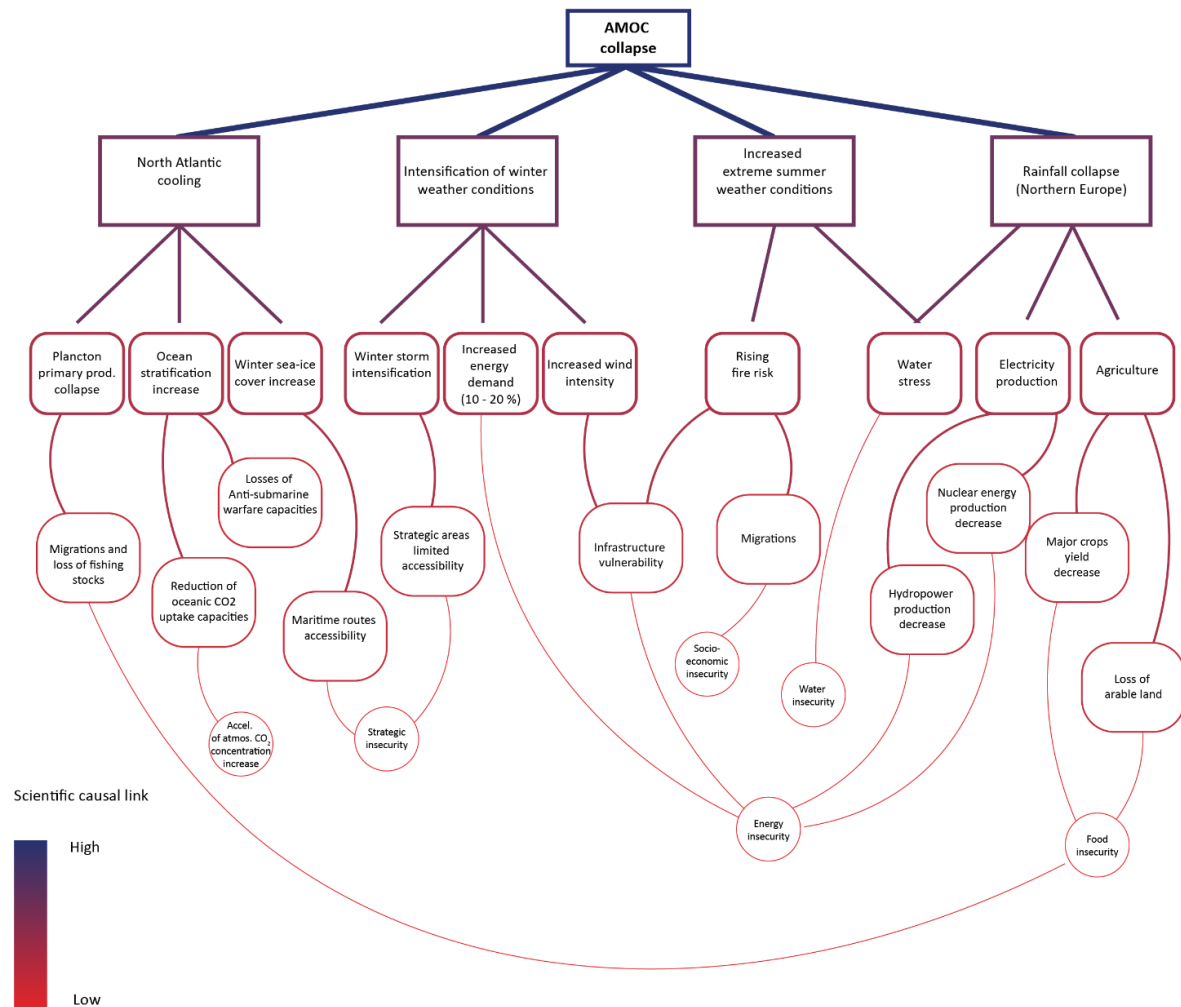 AMOC
collapse
North Atlantic
cooling
Intensification of winter
weather conditions
Increased
extreme summer
weather conditions
Rainfall collapse
(Northern Europe)
Plancton
primary prod.
collapse
Ocean
stratification
increase
Winter sea-ice
cover increase
Winter storm
intensification
Increased
energy
demand
(10 - 20 %)
Increased wind
intensity
Rising
fire risk
Water
stress
Electricity
production
Agriculture
Losses of
Anti-submarine
warfare capacities
Migrations and
loss of fishing
stocks
Reduction of
oceanic CO2
uptake capacities
Maritime routes
accessibility
Strategic areas
limited
accessibility
Infrastructure
vulnerability
Migrations
Nuclear energy
production
decrease
Major crops
yield
decrease
Hydropower
production
decrease
Loss of
arable land
Socio-
economic
insecurity
Water
insecurity
Accel.
of atmos. CO₂
concentration
increase
Strategic
insecurity
Energy
insecurity
Food
insecurity
Scientific causal link
High
Low